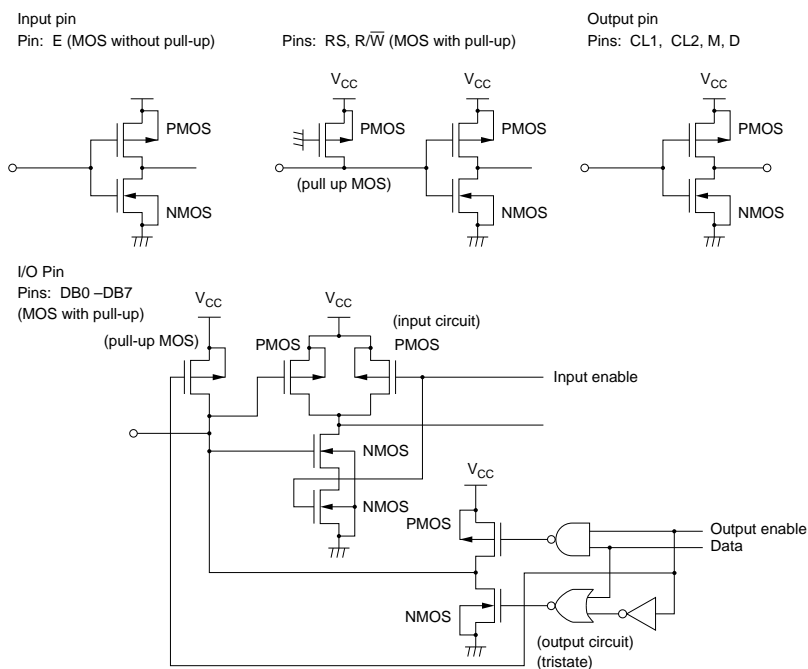 Input pin
Pin: E (MOS without pull-up)
VCC
PMOS
NMOS
Pins: RS, R/W̅ (MOS with pull-up)
VCC
VCC
PMOS
PMOS
(pull up MOS)
NMOS
Output pin
Pins: CL1, CL2, M, D
VCC
PMOS
NMOS
I/O Pin
Pins: DB0 –DB7
(MOS with pull-up)
VCC
VCC
(pull-up MOS)
(input circuit)
PMOS
PMOS
Input enable
NMOS
NMOS
VCC
PMOS
Output enable
Data
NMOS
(output circuit)
(tristate)